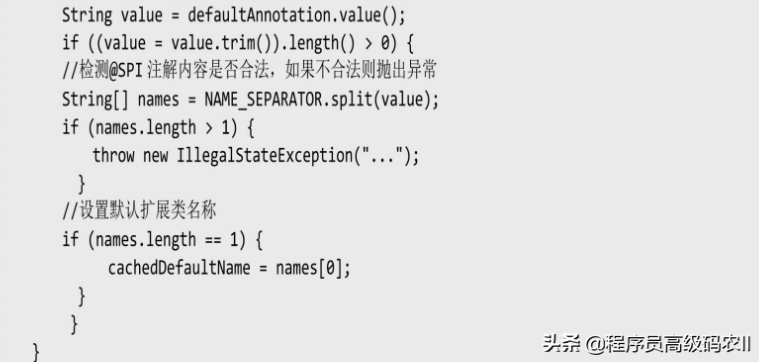 String value = defaultAnnotation.value();
if ((value = value.trim()).length() > 0) {
//检测@SPI 注解内容是否合法，如果不合法则抛出异常
String[] names = NAME_SEPARATOR.split(value);
if (names.length > 1) {
throw new IllegalStateException("...");
}
//设置默认扩展类名称
if (names.length == 1) {
cachedDefaultName = names[0];
}
}
}
头条 @程序员高级码农II